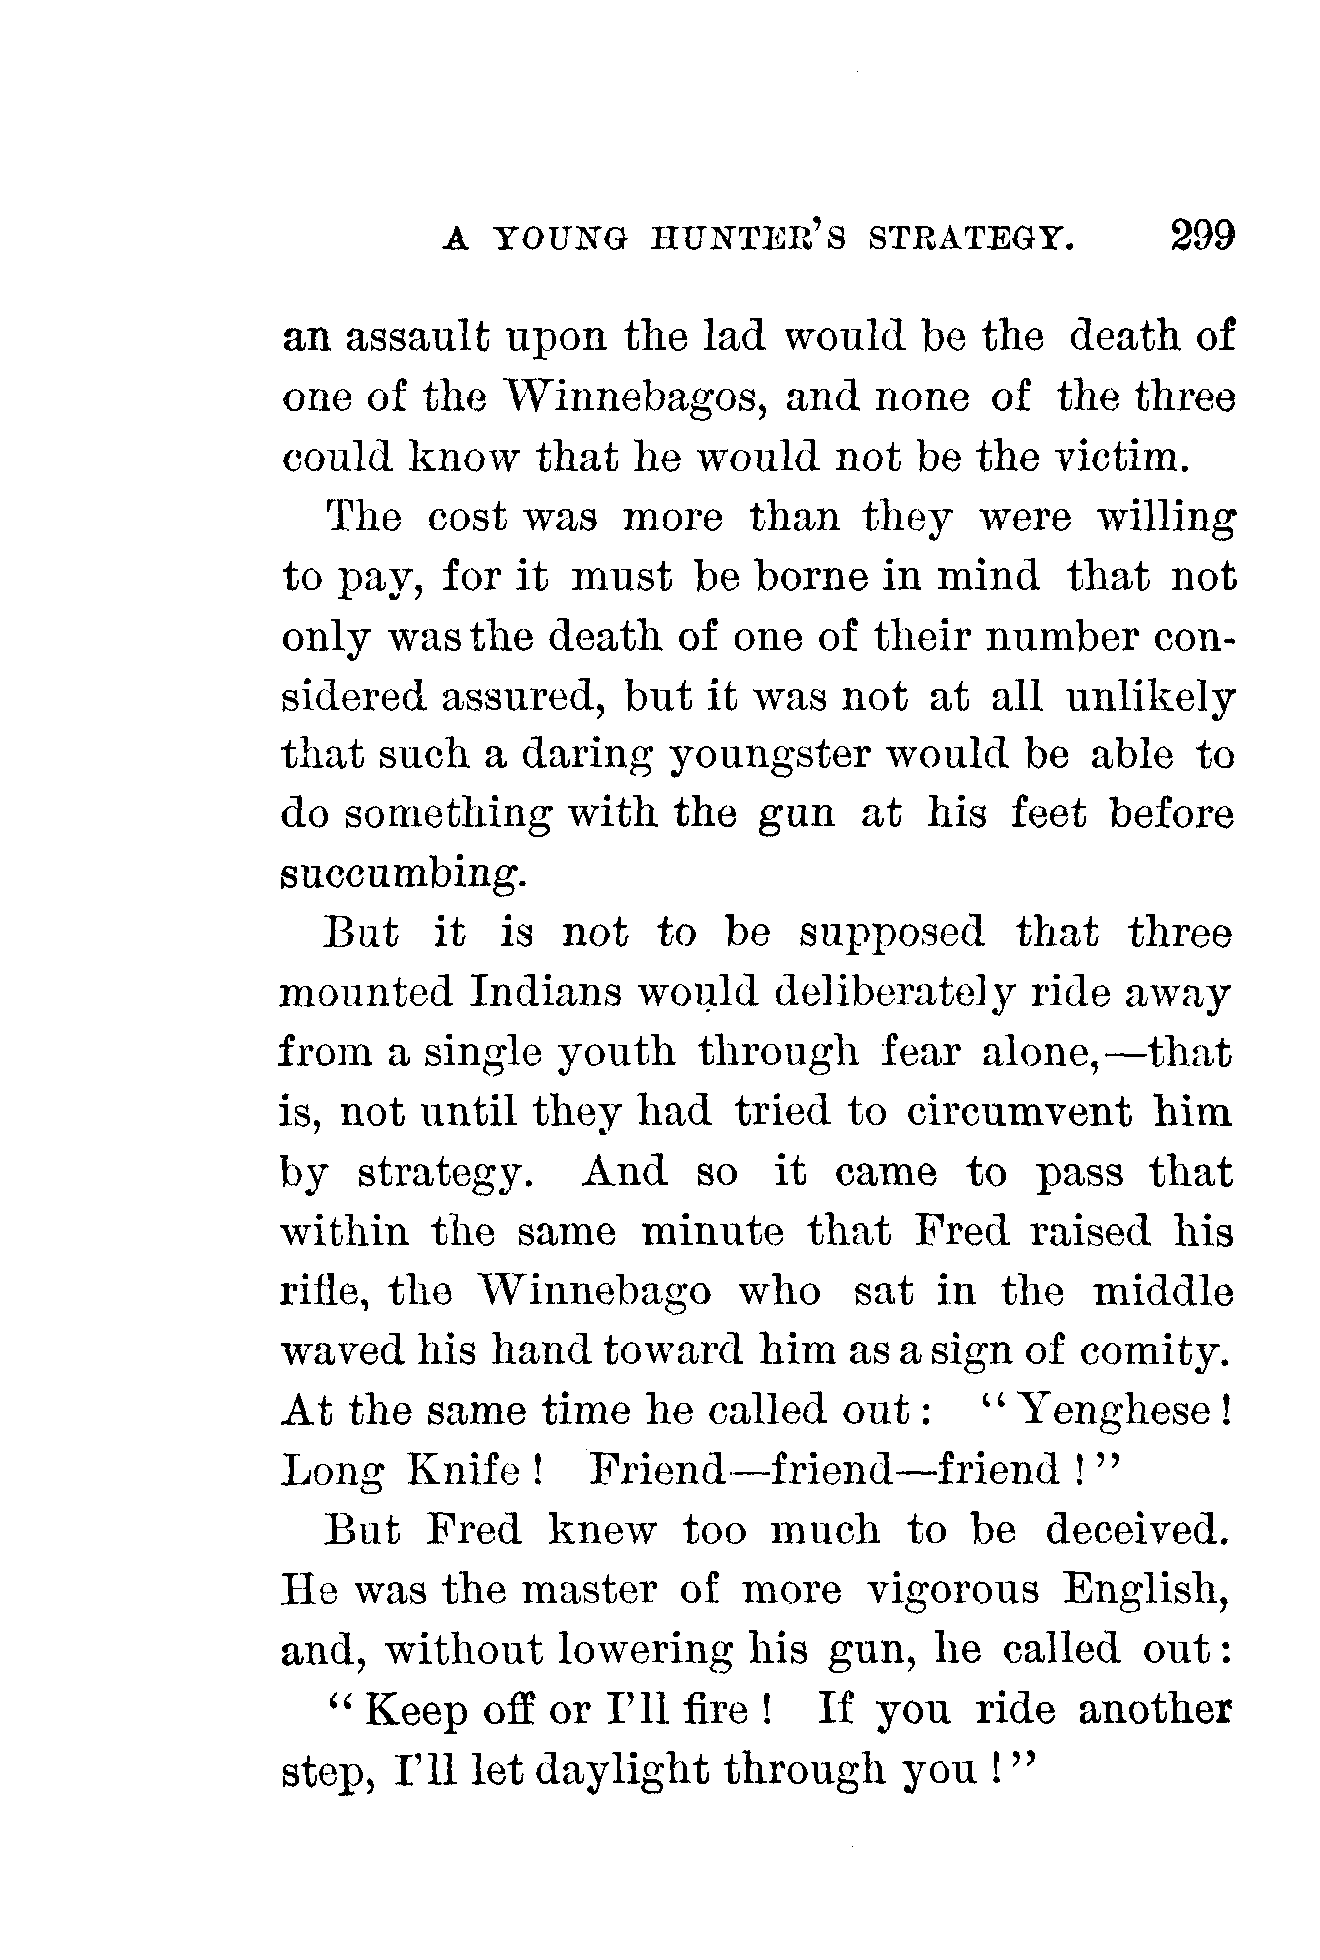 A YOUNG HUNTER'S STRATEGY. 299
an assault upon the lad would be the death of
one of the Winnebagos, and none of the three
could know that he would not be the victim.
The cost was more than they were willing
to pay, for it must be borne in mind that not
only was the death of one of their number con-
sidered assured, but it was not at all unlikely
that such a daring youngster would be able to
do something with the gun at his feet before
succumbing.
But it is not to be supposed that three
mounted Indians would deliberately ride away
from a single youth through fear alone,—that
is, not until they had tried to circumvent him
by strategy. And so it came to pass that
within the same minute that Fred raised his
rifle, the Winnebago who sat in the middle
waved his hand toward him as a sign of comity.
At the same time he called out: "Yenghese!
Long Knife! Friend—friend—friend!"
But Fred knew too much to be deceived.
He was the master of more vigorous English,
and, without lowering his gun, he called out:
"Keep off or I'll fire! If you ride another
step, I'll let daylight through you!"